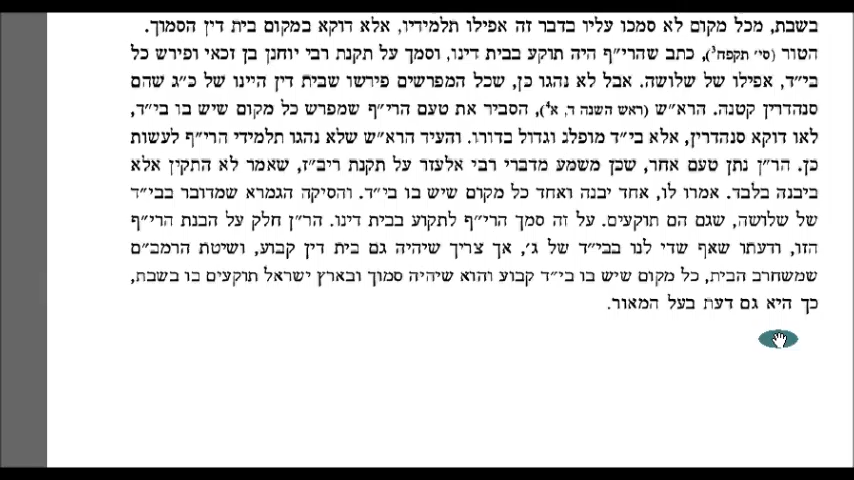 בשבת, מכל מקום לא סמכו עליו בדבר זה אפילו תלמידיו, אלא דוקא במקום בית דין הסמוך.
הטור (סי׳ תקפח³), כתב שהרי״ף היה תוקע בבית דינו, וסמך על תקנת רבי יוחנן בן זכאי ופירש כל
בי״ד, אפילו של שלושה. אבל לא נהגו כן, שכל המפרשים פירשו שבית דין היינו של כ״ג שהם
סנהדרין קטנה. הרא״ש (ראש השנה ד, א⁴), הסביר את טעם הרי״ף שמפרש כל מקום שיש בו בי״ד,
לאו דוקא סנהדרין, אלא בי״ד מופלג וגדול בדורו. והעיר הרא״ש שלא נהגו תלמידי הרי״ף לעשות
כן. הר״ן נתן טעם אחר, שכן משמע מדברי רבי אלעזר על תקנת ריב״ז, שאמר לא התקין אלא
ביבנה בלבד. אמרו לו, אחד יבנה ואחד כל מקום שיש בו בי״ד. והסיקה הגמרא שמדובר בבי״ד
של שלושה, שגם הם תוקעים. על זה סמך הרי״ף לתקוע בבית דינו. הר״ן חלק על הבנת הרי״ף
הזו, ודעתו שאף שדי לנו בבי״ד של ג׳, אך צריך שיהיה גם בית דין קבוע, ושיטת הרמב״ם
שמשחרב הבית, כל מקום שיש בו בי״ד קבוע והוא שיהיה סמוך ובארץ ישראל תוקעים בו בשבת,
כך היא גם דעת בעל המאור.